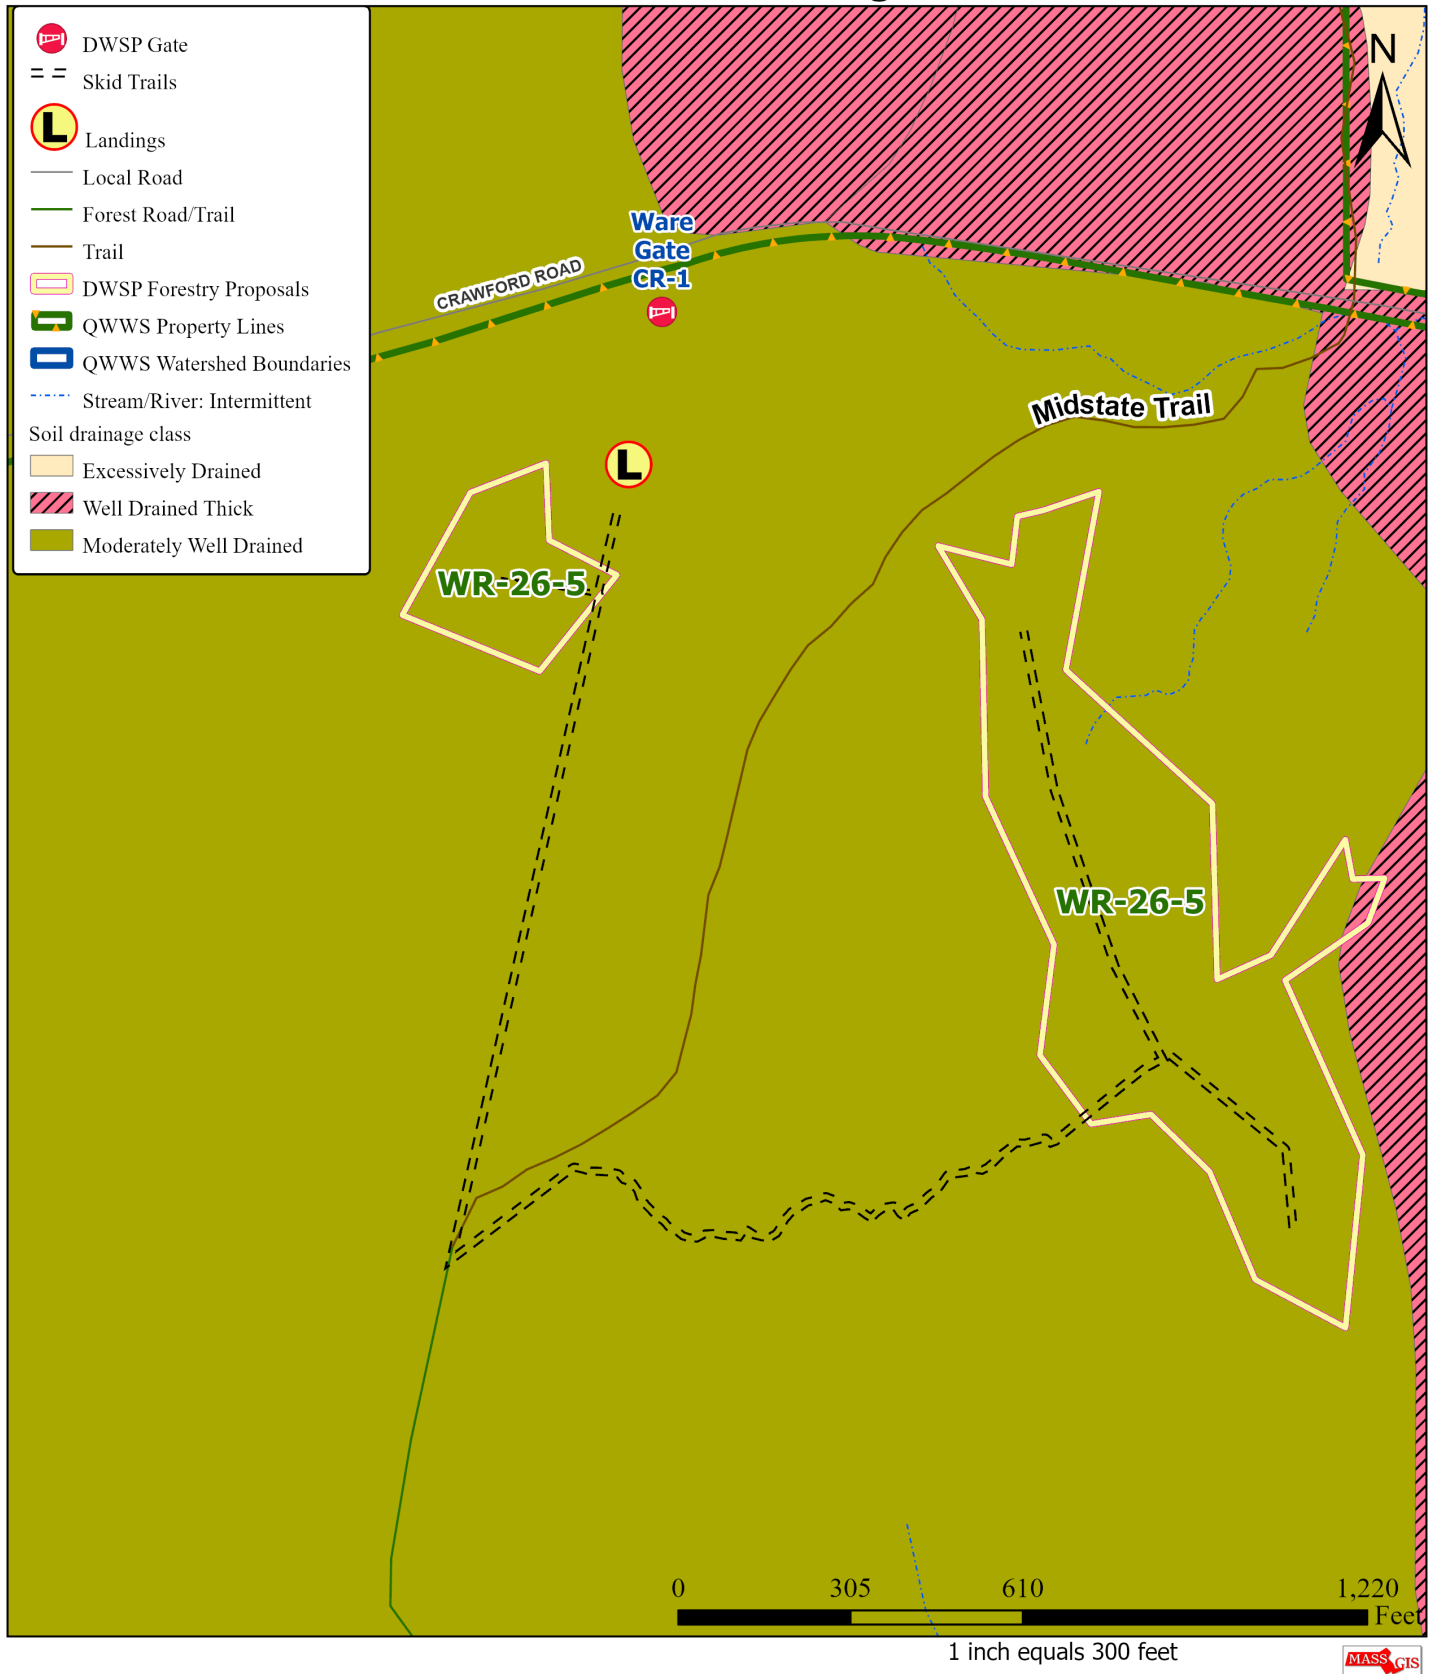 DWSP Gate
Skid Trails
L
Landings
Local Road
Forest Road/Trail
Trail
DWSP Forestry Proposals
QWWS Property Lines
QWWS Watershed Boundaries
Stream/River: Intermittent
Soil drainage class
Excessively Drained
Well Drained Thick
Moderately Well Drained
N
Ware
Gate
CR-1
CRAWFORD ROAD
Midstate Trail
L
WR-26-5
WR-26-5
0 305 610 1,220
Feet
1 inch equals 300 feet
MASS GIS